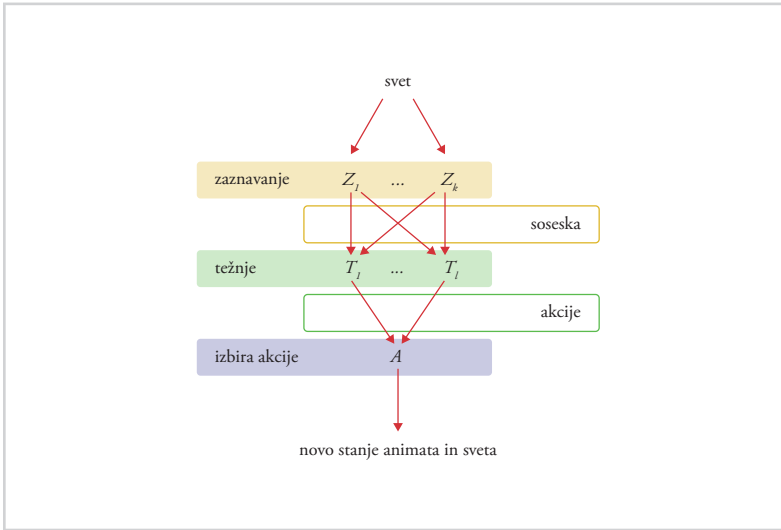 svet
zaznavanje Z1 ... Zk
soseska
težnje T1 ... Tl
akcije
izbira akcije A
novo stanje animata in sveta